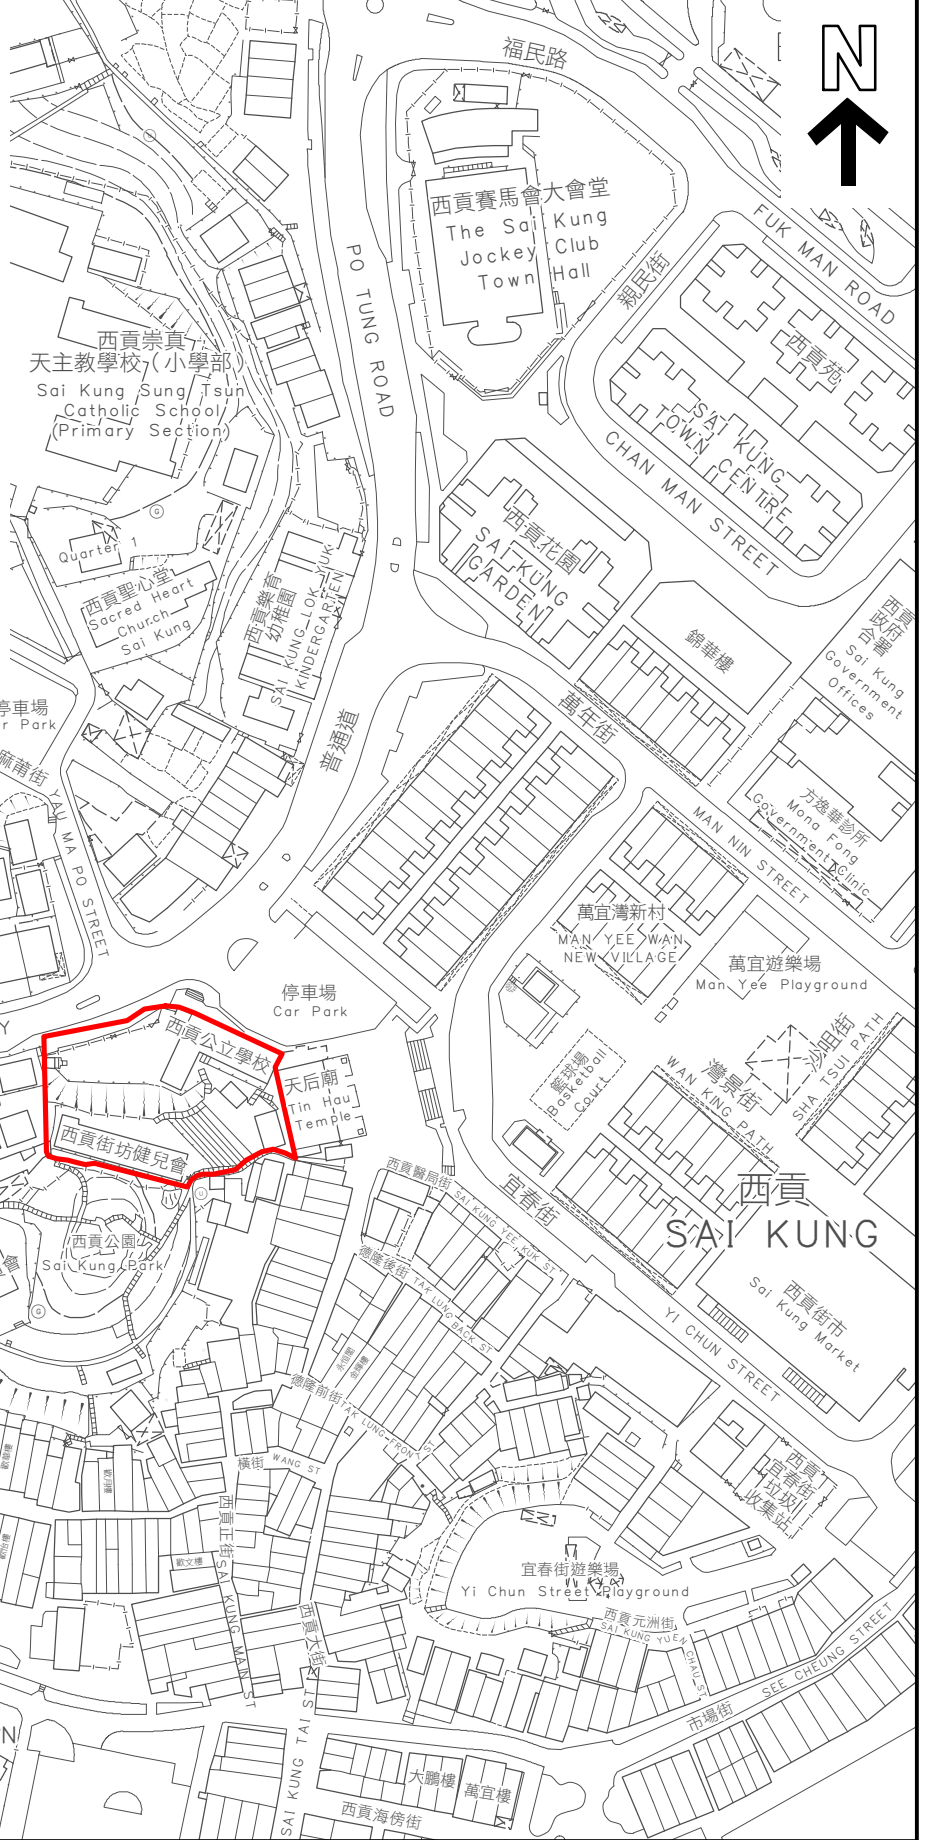 N
福民路
西貢賽馬會大會堂
The Sai Kung
Jockey Club
Town Hall
親民街
FUK MAN ROAD
PO TUNG ROAD
西貢崇真
天主教學校（小學部）
Sai Kung Sung Tsun
Catholic School
(Primary Section)
西貢苑
SAI KUNG
TOWN CENTRE
CHAN MAN STREET
西貢花園
SAI KUNG
GARDEN
Quarter 1
G
西貢聖心堂
Sacred Heart
Church
Sai Kung
西貢樂育
幼稚園
SAI KUNG LOK YUK
KINDERGARTEN
錦華樓
西貢
政府
合署
Sai Kung
Government
Offices
停車場
r Park
麻莆街
YAU MA PO STREET
普通道
萬年街
MAN NIN STREET
方逸華診所
Mona Fong
Government Clinic
萬宜灣新村
MAN YEE WAN
NEW VILLAGE
萬宜遊樂場
Man Yee Playground
停車場
Car Park
Y
西貢公立學校
天后廟
Tin Hau
Temple
籃球場
Basketball
Court
沙咀街
SHA TSUI PATH
灣景街
WAN KING PATH
西貢街坊健兒會
U
西貢醫局街
SAI KUNG YEE KUK ST
宜春街
YI CHUN STREET
西貢
SAI KUNG
西貢公園
Sai Kung Park
會
G
德隆後街
TAK LUNG BACK ST
西貢街市
Sai Kung Market
德隆前街
TAK LUNG FRONT ST
橫街
WANG ST
西貢
宜春街
垃圾
收集站
西貢正街
SAI KUNG MAIN ST
歐文樓
宜春街遊樂場
Yi Chun Street Playground
西貢大街
SAI KUNG TAI ST
西貢元洲街
SAI KUNG YUEN CHAU ST
市場街
SEE CHEUNG STREET
N
大鵬樓
萬宜樓
西貢海傍街